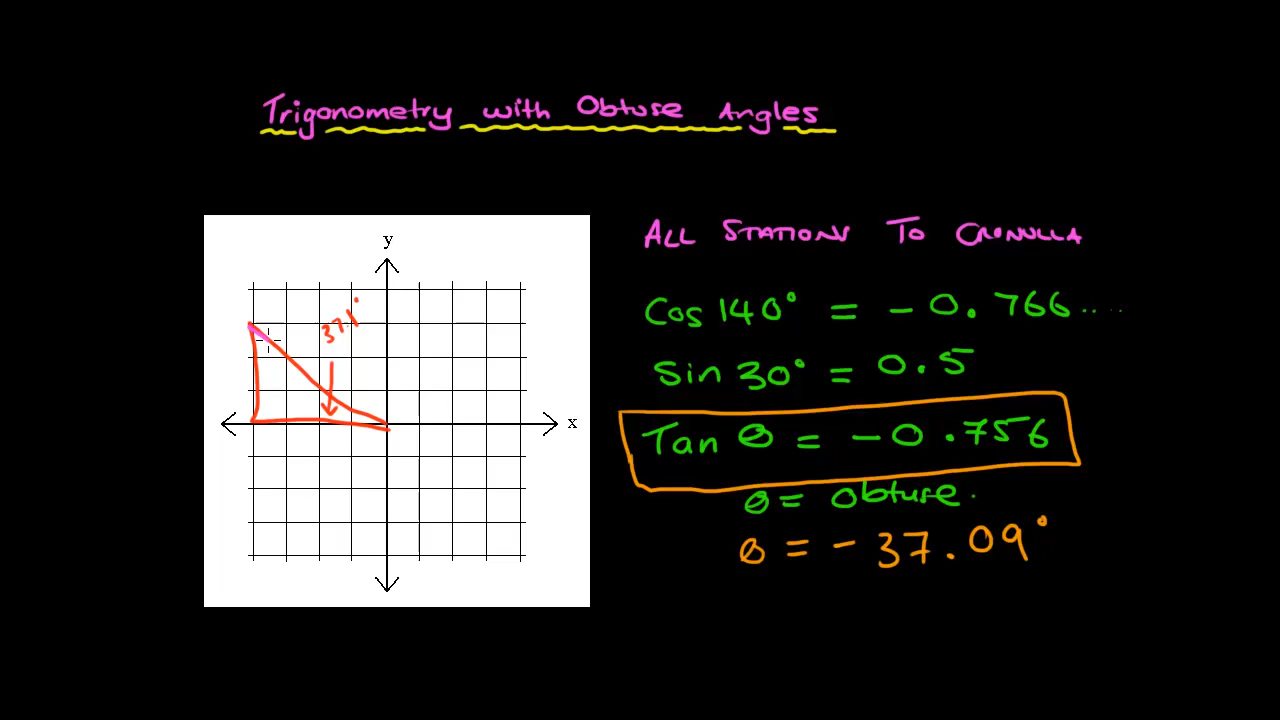 Trigonometry with Obtuse Angles
y
x
37.1°
ALL STATIONS TO CRONULLA
Cos 140° = -0.766....
Sin 30° = 0.5
Tan θ = -0.756
θ = Obtuse.
θ = -37.09°